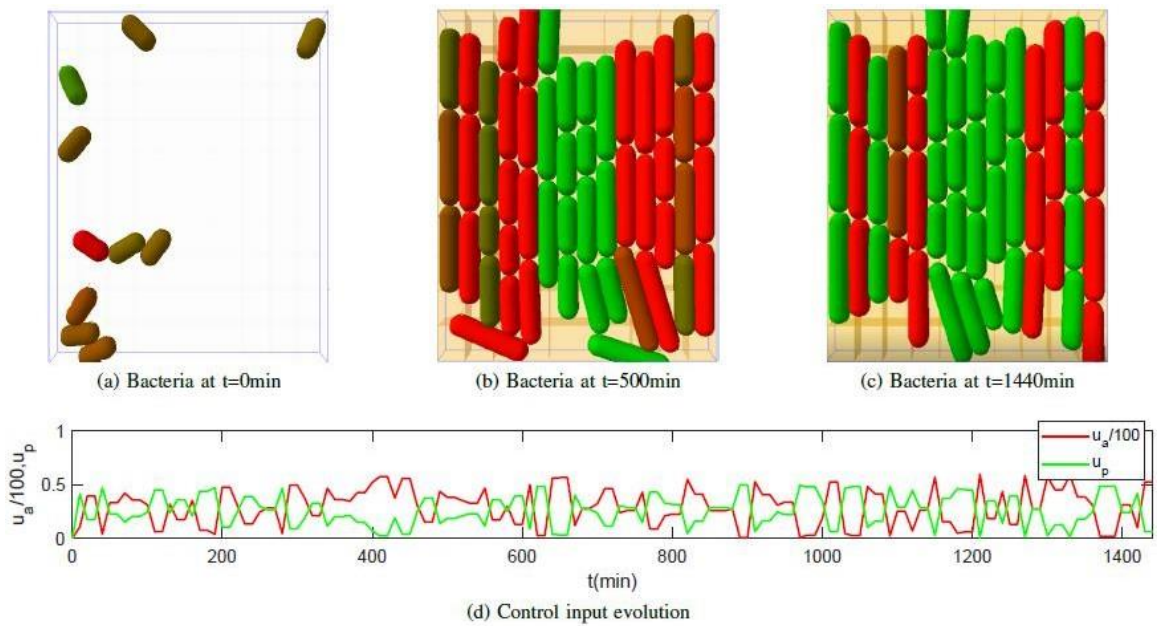 (a) Bacteria at t=0min
(b) Bacteria at t=500min
(c) Bacteria at t=1440min
1
0.5
0
u_a/100,u_p
u_a/100
u_p
0
200
400
600
800
1000
1200
1400
t(min)
(d) Control input evolution